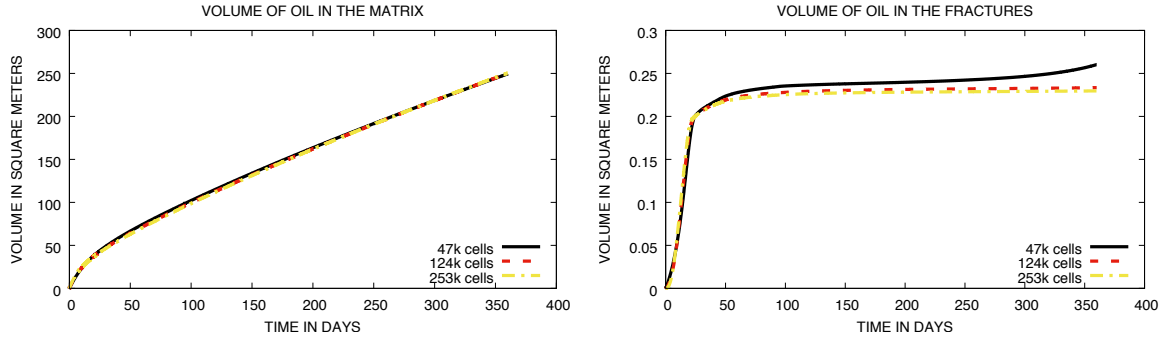 VOLUME OF OIL IN THE MATRIX
VOLUME IN SQUARE METERS
300
250
200
150
100
50
0
0 50 100 150 200 250 300 350 400
TIME IN DAYS
47k cells
124k cells
253k cells
VOLUME OF OIL IN THE FRACTURES
VOLUME IN SQUARE METERS
0.3
0.25
0.2
0.15
0.1
0.05
0
0 50 100 150 200 250 300 350 400
TIME IN DAYS
47k cells
124k cells
253k cells